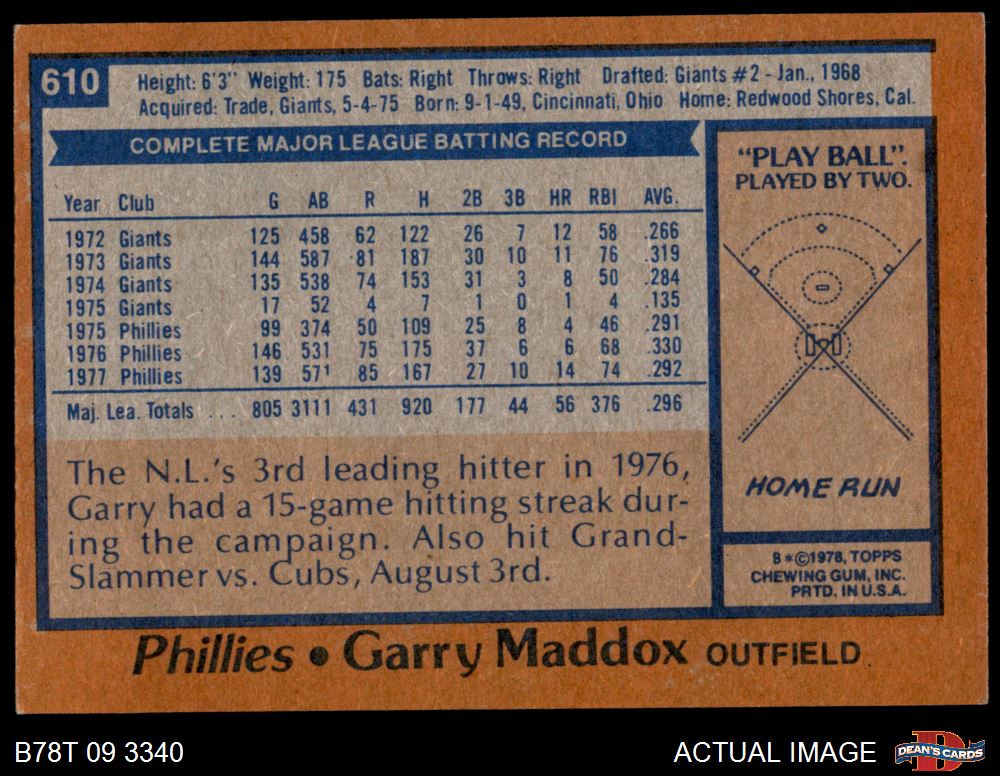 610
Height: 6'3" Weight: 175 Bats: Right Throws: Right Drafted: Giants #2 - Jan., 1968
Acquired: Trade, Giants, 5-4-75 Born: 9-1-49, Cincinnati, Ohio Home: Redwood Shores, Cal.
COMPLETE MAJOR LEAGUE BATTING RECORD
Year Club G AB R H 2B 3B HR RBI AVG.
1972 Giants 125 458 62 122 26 7 12 58 .266
1973 Giants 144 587 81 187 30 10 11 76 .319
1974 Giants 135 538 74 153 31 3 8 50 .284
1975 Giants 17 52 4 7 1 0 1 4 .135
1975 Phillies 99 374 50 109 25 8 4 46 .291
1976 Phillies 146 531 75 175 37 6 6 68 .330
1977 Phillies 139 571 85 167 27 10 14 74 .292
Maj. Lea. Totals ... 805 3111 431 920 177 44 56 376 .296
The N.L.'s 3rd leading hitter in 1976,
Garry had a 15-game hitting streak dur-
ing the campaign. Also hit Grand-
Slammer vs. Cubs, August 3rd.
"PLAY BALL".
PLAYED BY TWO.
HOME RUN
B*©1978, TOPPS
CHEWING GUM, INC.
PRTD. IN U.S.A.
Phillies • Garry Maddox OUTFIELD
B78T 09 3340
ACTUAL IMAGE
D
DEAN'S CARDS